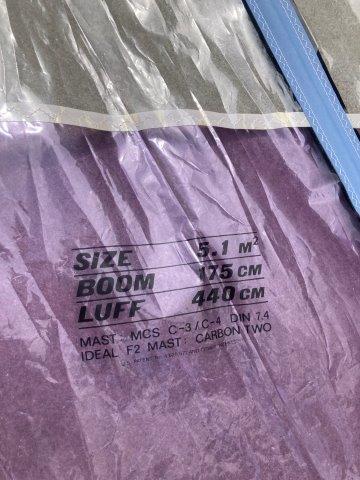 SIZE 5.1 M²
BOOM 175 CM
LUFF 440 CM
MAST: MCS C-3/C-4 DIN 7.4
IDEAL F2 MAST: CARBON TWO
U.S. PATENT